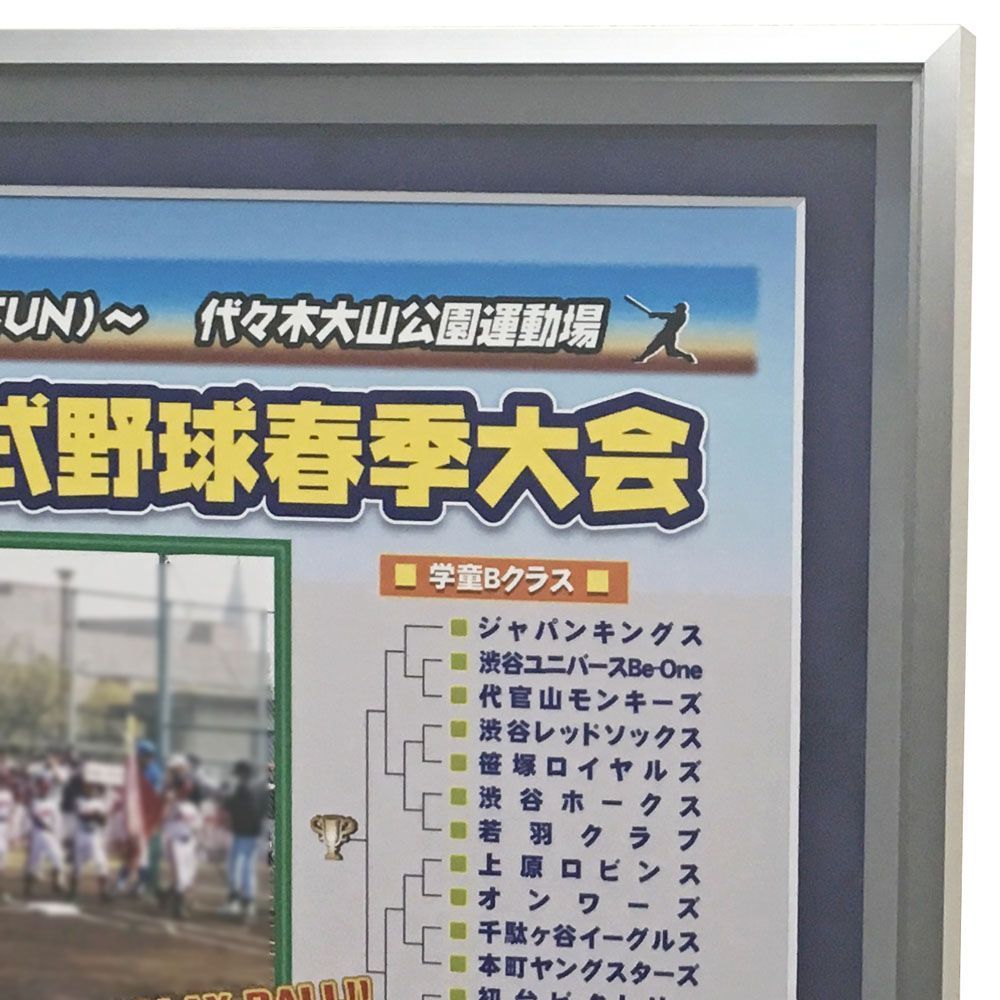 SUN)～ 代々木大山公園運動場
式野球春季大会
学童Bクラス
ジャパンキングス
渋谷ユニバースBe-One
代官山モンキーズ
渋谷レッドソックス
笹塚ロイヤルズ
渋谷ホークス
若羽クラブ
上原ロビンス
オンワーズ
千駄ヶ谷イーグルス
本町ヤングスターズ
BALL!!